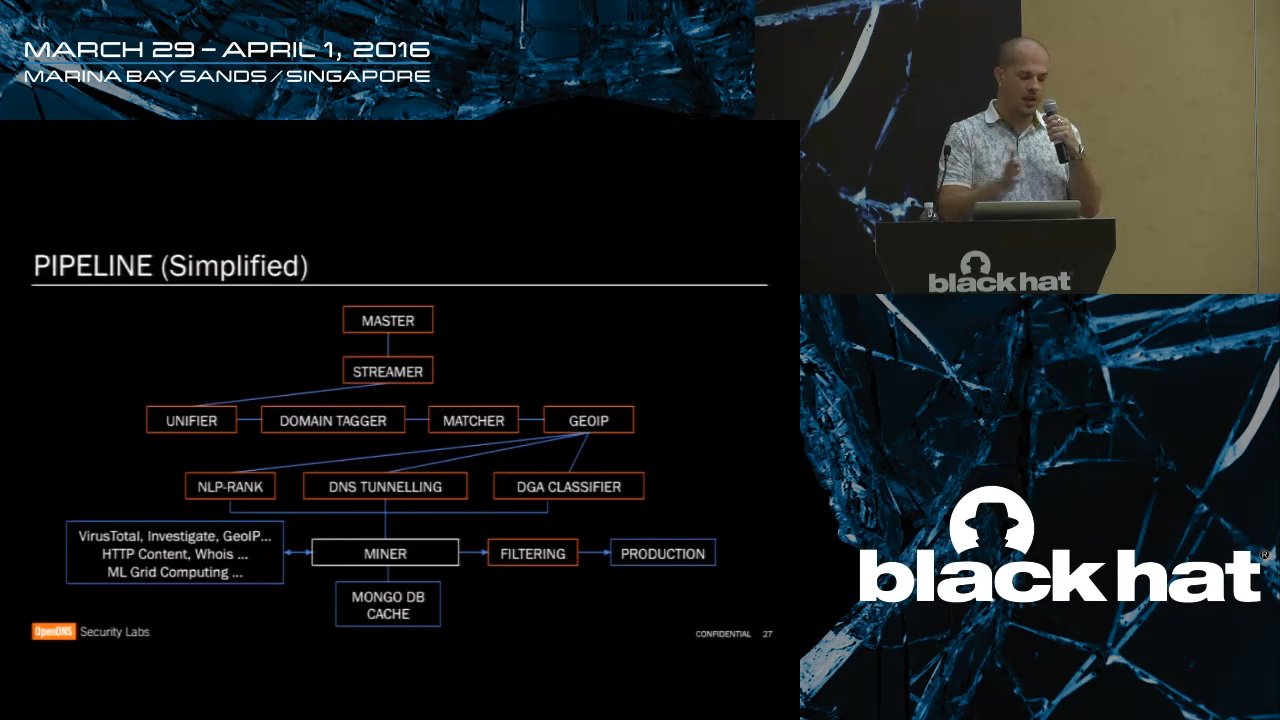 MARCH 29 – APRIL 1, 2016
MARINA BAY SANDS / SINGAPORE
black hat
PIPELINE (Simplified)
MASTER
STREAMER
UNIFIER
DOMAIN TAGGER
MATCHER
GEOIP
NLP-RANK
DNS TUNNELLING
DGA CLASSIFIER
VirusTotal, Investigate, GeoIP...
HTTP Content, Whois ...
ML Grid Computing ...
MINER
FILTERING
PRODUCTION
MONGO DB
CACHE
OpenDNS Security Labs
CONFIDENTIAL 27
black hat ®